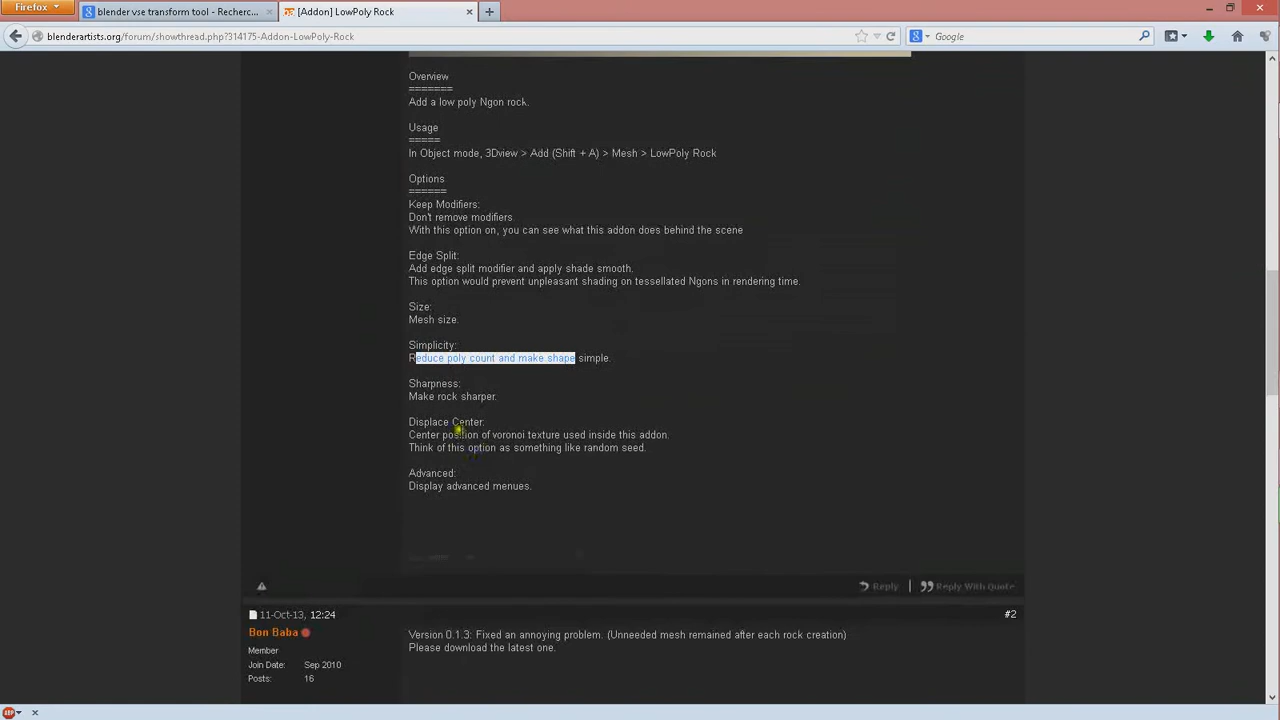 Firefox
blender vse transform tool - Recherc...
[Addon] LowPoly Rock
blenderartists.org/forum/showthread.php?314175-Addon-LowPoly-Rock
Google
Overview
=======
Add a low poly Ngon rock.
Usage
=====
In Object mode, 3Dview > Add (Shift + A) > Mesh > LowPoly Rock
Options
======
Keep Modifiers:
Don't remove modifiers.
With this option on, you can see what this addon does behind the scene
Edge Split:
Add edge split modifier and apply shade smooth.
This option would prevent unpleasant shading on tessellated Ngons in rendering time.
Size:
Mesh size.
Simplicity:
Reduce poly count and make shape simple.
Sharpness:
Make rock sharper.
Displace Center:
Center position of voronoi texture used inside this addon.
Think of this option as something like random seed.
Advanced:
Display advanced menues.
Reply
Reply With Quote
11-Oct-13, 12:24
#2
Bon Baba
Member
Join Date: Sep 2010
Posts: 16
Version 0.1.3: Fixed an annoying problem. (Unneeded mesh remained after each rock creation)
Please download the latest one.